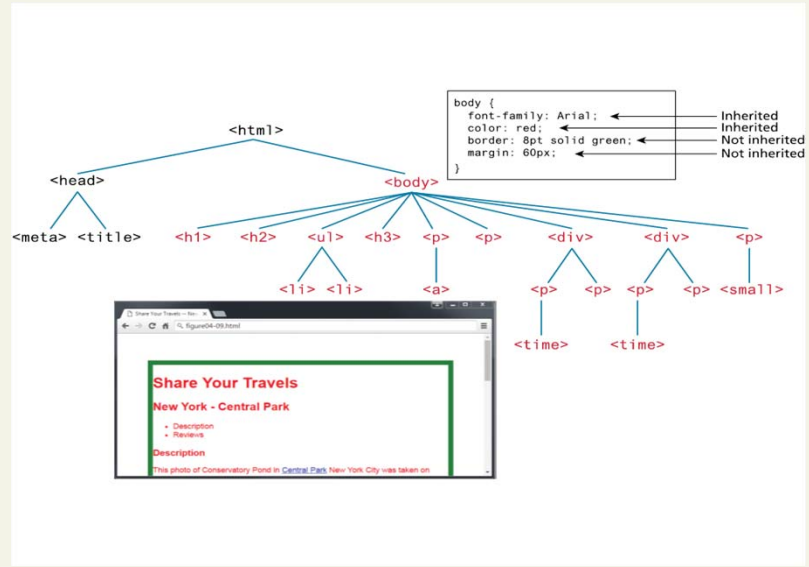 body {
font-family: Arial; Inherited
color: red; Inherited
border: 8pt solid green; Not inherited
margin: 60px; Not inherited
}
<html>
<head> <body>
<meta> <title> <h1> <h2> <ul> <h3> <p> <p> <div> <div> <p>
<li> <li> <a> <p> <p> <p> <p> <small>
<time> <time>
figure04-09.html
Share Your Travels
New York - Central Park
Description
Reviews
Description
This photo of Conservatory Pond in Central Park New York City was taken on